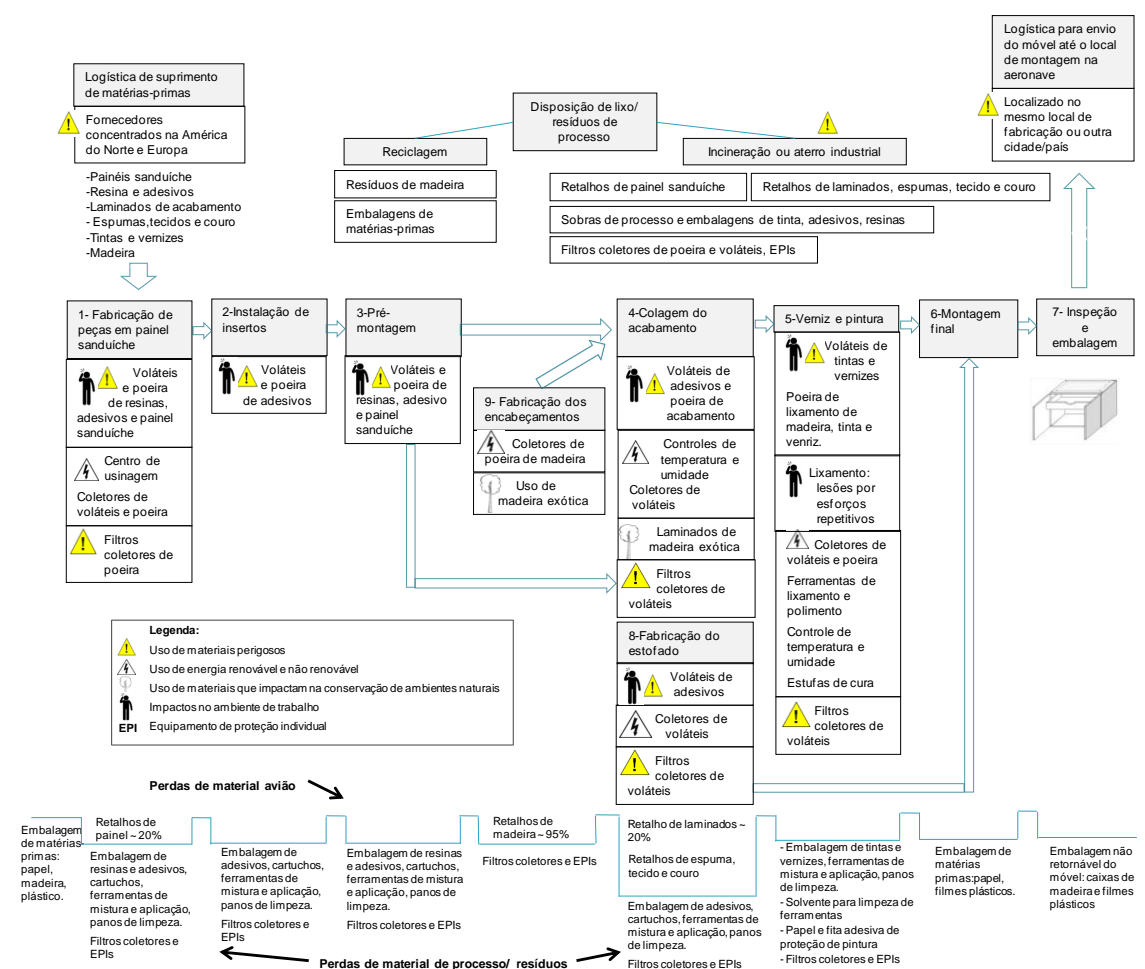 Logística de suprimento
de matérias-primas
Fornecedores
concentrados na América
do Norte e Europa
-Painéis sanduíche
-Resina e adesivos
-Laminados de acabamento
- Espumas,tecidos e couro
-Tintas e vernizes
-Madeira
Disposição de lixo/
resíduos de
processo
Reciclagem
Resíduos de madeira
Embalagens de
matérias-primas
Incineração ou aterro industrial
Retalhos de painel sanduíche
Retalhos de laminados, espumas, tecido e couro
Sobras de processo e embalagens de tinta, adesivos, resinas
Filtros coletores de poeira e voláteis, EPIs
Logística para envio
do móvel até o local
de montagem na
aeronave
Localizado no
mesmo local de
fabricação ou outra
cidade/país
1- Fabricação de
peças em painel
sanduíche
Voláteis
e poeira
de resinas,
adesivos e painel
sanduíche
Centro de
usinagem
Coletores de
voláteis e poeira
Filtros
coletores de
poeira
2-Instalação de
insertos
Voláteis
e poeira
de adesivos
3-Pré-
montagem
Voláteis e
poeira de
resinas, adesivo
e painel
sanduíche
9- Fabricação dos
encabeçamentos
Coletores de
poeira de madeira
Uso de
madeira exótica
4-Colagem do
acabamento
Voláteis de
adesivos e
poeira de
acabamento
Controles de
temperatura e
umidade
Coletores de
voláteis
Laminados de
madeira exótica
Filtros
coletores de
voláteis
8-Fabricação do
estofado
Voláteis de
adesivos
Coletores de
voláteis
Filtros
coletores de
voláteis
5-Verniz e pintura
Voláteis de
tintas e
vernizes
Poeira de
lixamento de
madeira, tinta e
venriz.
Lixamento:
lesões por
esforços
repetitivos
Coletores de
voláteis e poeira
Ferramentas de
lixamento e
polimento
Controle de
temperatura e
umidade
Estufas de cura
Filtros
coletores de
voláteis
6-Montagem
final
7- Inspeção
e
embalagem
Legenda:
Uso de materiais perigosos
Uso de energia renovável e não renovável
Uso de materiais que impactam na conservação de ambientes naturais
Impactos no ambiente de trabalho
EPI Equipamento de proteção individual
Perdas de material avião
Embalagem
de matérias
primas:
papel,
madeira,
plástico.
Retalhos de
painel ~ 20%
Embalagem de
resinas e adesivos,
cartuchos,
ferramentas de
mistura e aplicação,
panos de limpeza.
Filtros coletores e
EPIs
Embalagem de
adesivos, cartuchos,
ferramentas de
mistura e aplicação,
panos de limpeza.
Filtros coletores e
EPIs
Embalagem de resinas
e adesivos, cartuchos,
ferramentas de mistura
e aplicação, panos de
limpeza.
Filtros coletores e EPIs
Retalhos de
madeira ~ 95%
Filtros coletores e EPIs
Retalho de laminados ~
20%
Retalhos de espuma,
tecido e couro
Embalagem de adesivos,
cartuchos, ferramentas de
mistura e aplicação, panos
de limpeza.
Filtros coletores e EPIs
- Embalagem de tintas e
vernizes, ferramentas de
mistura e aplicação, panos
de limpeza.
- Solvente para limpeza de
ferramentas
- Papel e fita adesiva de
proteção de pintura
- Filtros coletores e EPIs
Embalagem de
matérias
primas:papel,
filmes plásticos.
Embalagem não
retornável do
móvel: caixas de
madeira e filmes
plásticos
Perdas de material de processo/ resíduos